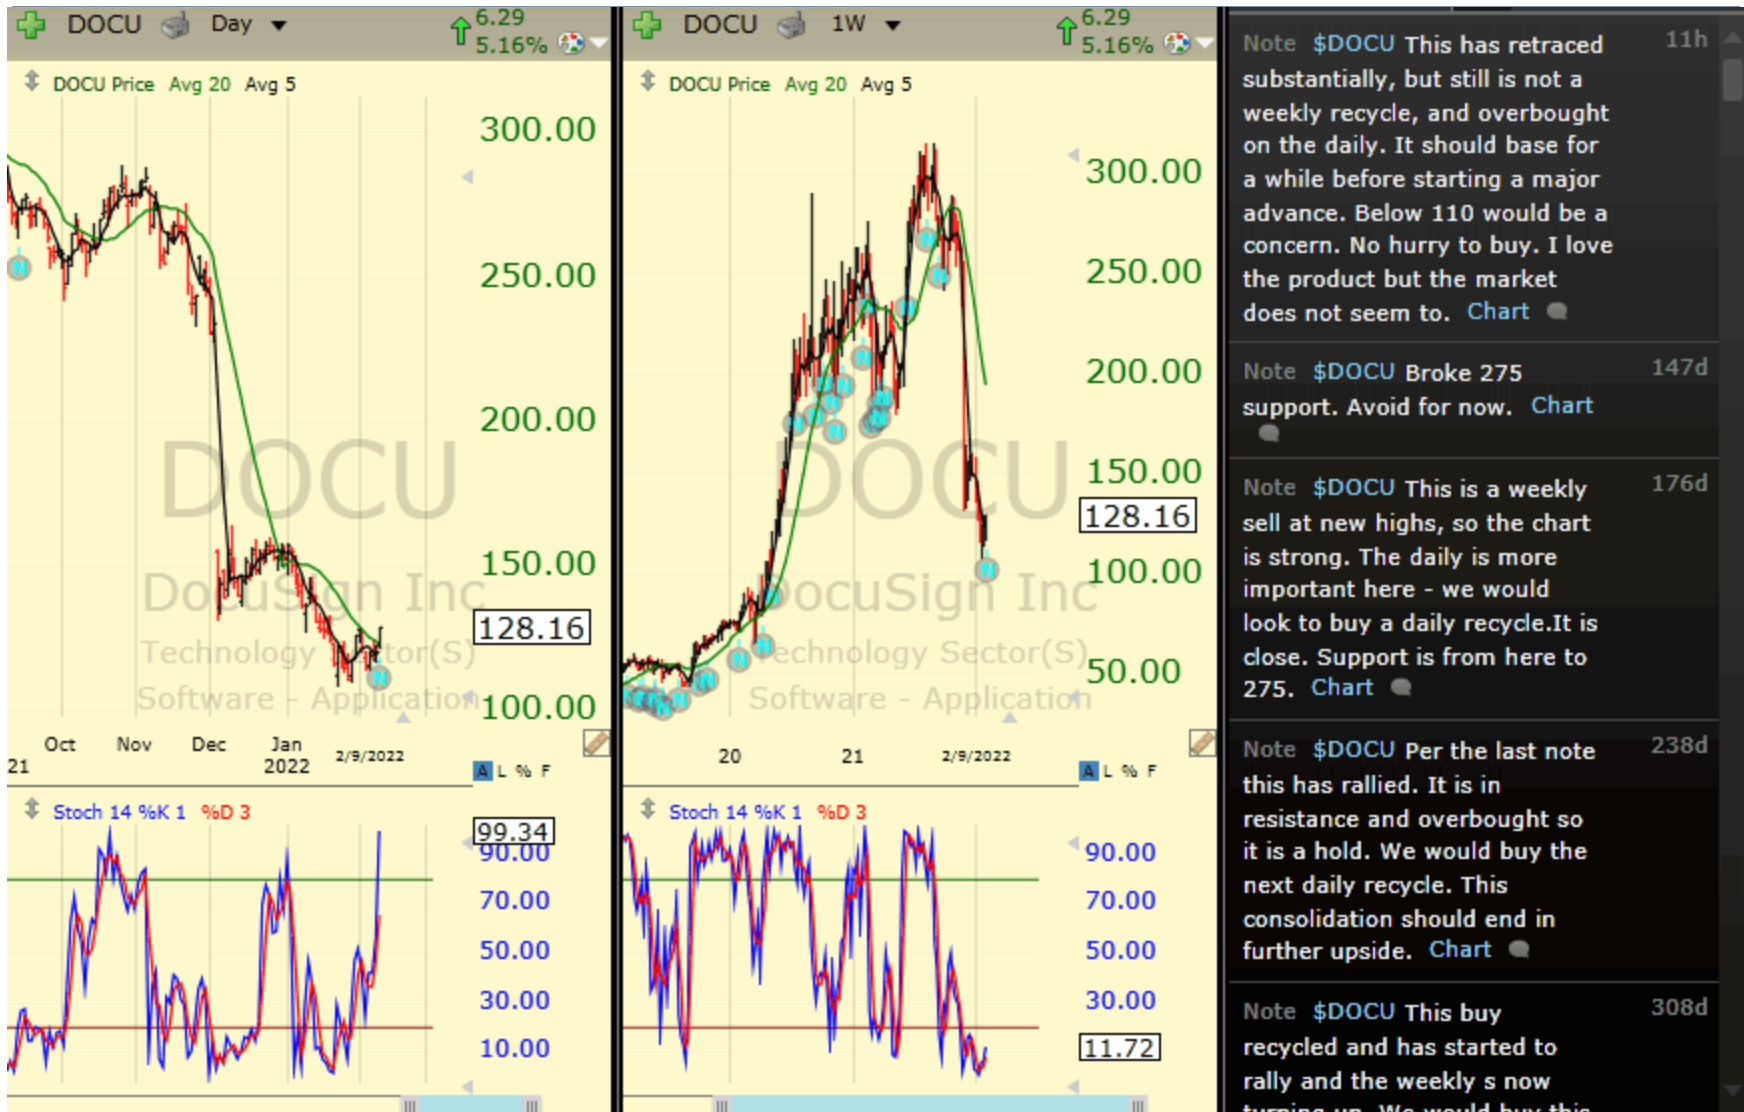 DOCU Day
6.29
5.16%
DOCU Price Avg 20 Avg 5
300.00
250.00
200.00
150.00
128.16
100.00
N
DOCU
DocuSign Inc
Technology Sector(S)
Software - Application
N
21 Oct Nov Dec Jan 2022 2/9/2022
A L % F
Stoch 14 %K 1 %D 3
99.34
90.00
70.00
50.00
30.00
10.00
DOCU 1W
6.29
5.16%
DOCU Price Avg 20 Avg 5
300.00
250.00
200.00
150.00
128.16
100.00
50.00
DOCU
DocuSign Inc
Technology Sector(S)
Software - Application
20 21 2/9/2022
A L % F
Stoch 14 %K 1 %D 3
90.00
70.00
50.00
30.00
11.72
Note $DOCU This has retraced 11h
substantially, but still is not a
weekly recycle, and overbought
on the daily. It should base for
a while before starting a major
advance. Below 110 would be a
concern. No hurry to buy. I love
the product but the market
does not seem to. Chart
Note $DOCU Broke 275 147d
support. Avoid for now. Chart
Note $DOCU This is a weekly 176d
sell at new highs, so the chart
is strong. The daily is more
important here - we would
look to buy a daily recycle.It is
close. Support is from here to
275. Chart
Note $DOCU Per the last note 238d
this has rallied. It is in
resistance and overbought so
it is a hold. We would buy the
next daily recycle. This
consolidation should end in
further upside. Chart
Note $DOCU This buy 308d
recycled and has started to
rally and the weekly s now
turning up. We would buy this